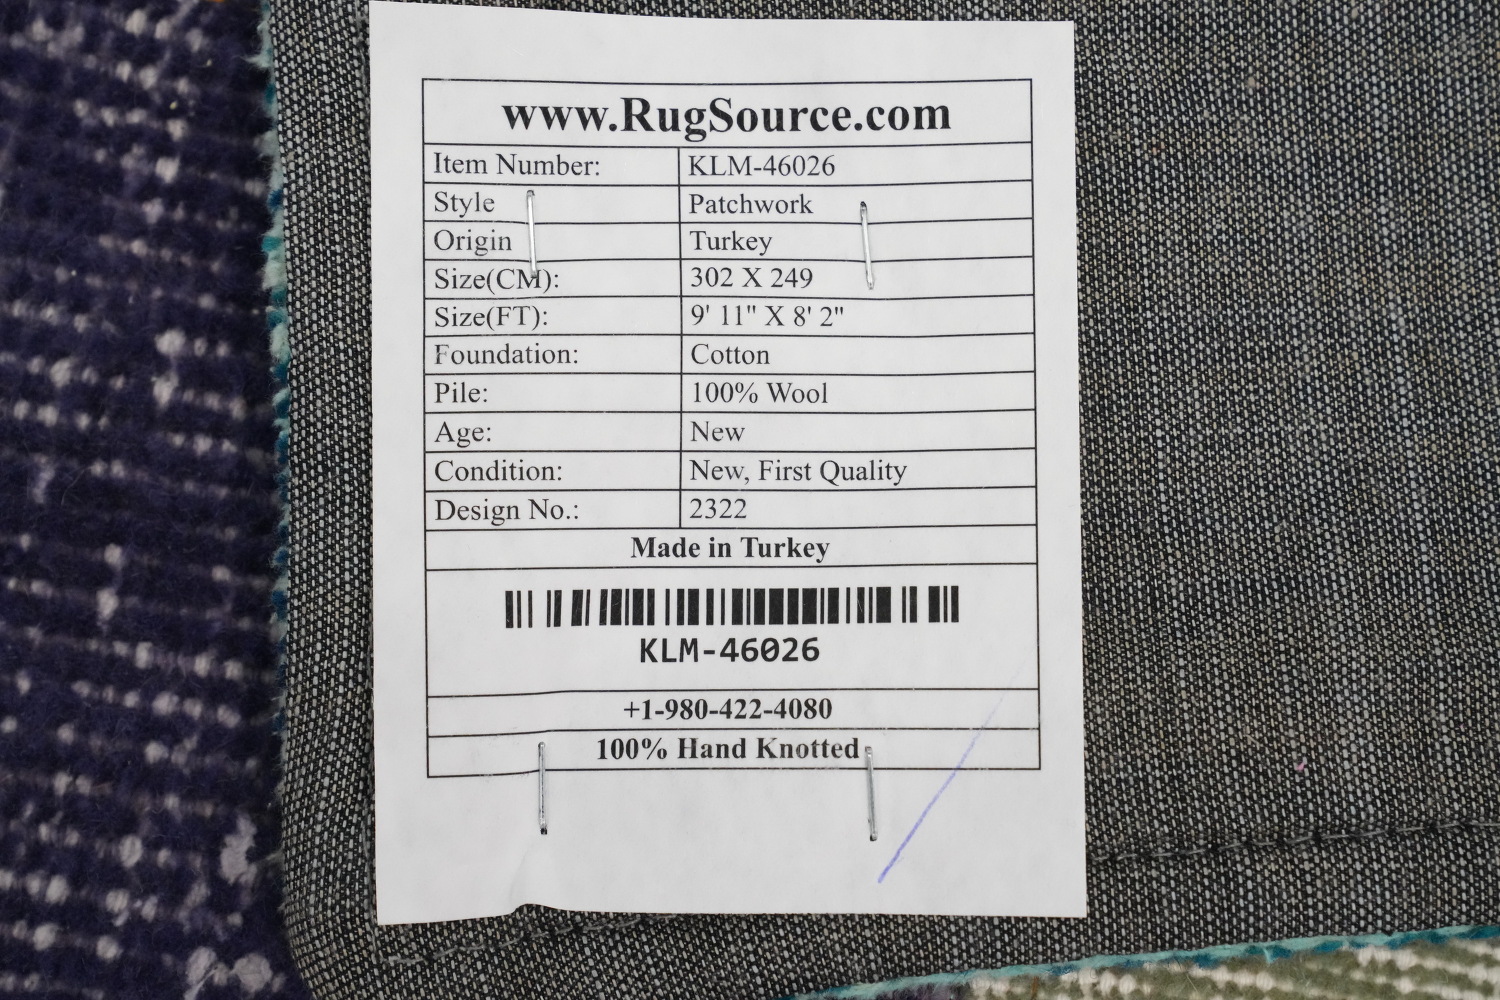 www.RugSource.com
Item Number: KLM-46026
Style Patchwork
Origin Turkey
Size(CM): 302 X 249
Size(FT): 9' 11" X 8' 2"
Foundation: Cotton
Pile: 100% Wool
Age: New
Condition: New, First Quality
Design No.: 2322
Made in Turkey
KLM-46026
+1-980-422-4080
100% Hand Knotted